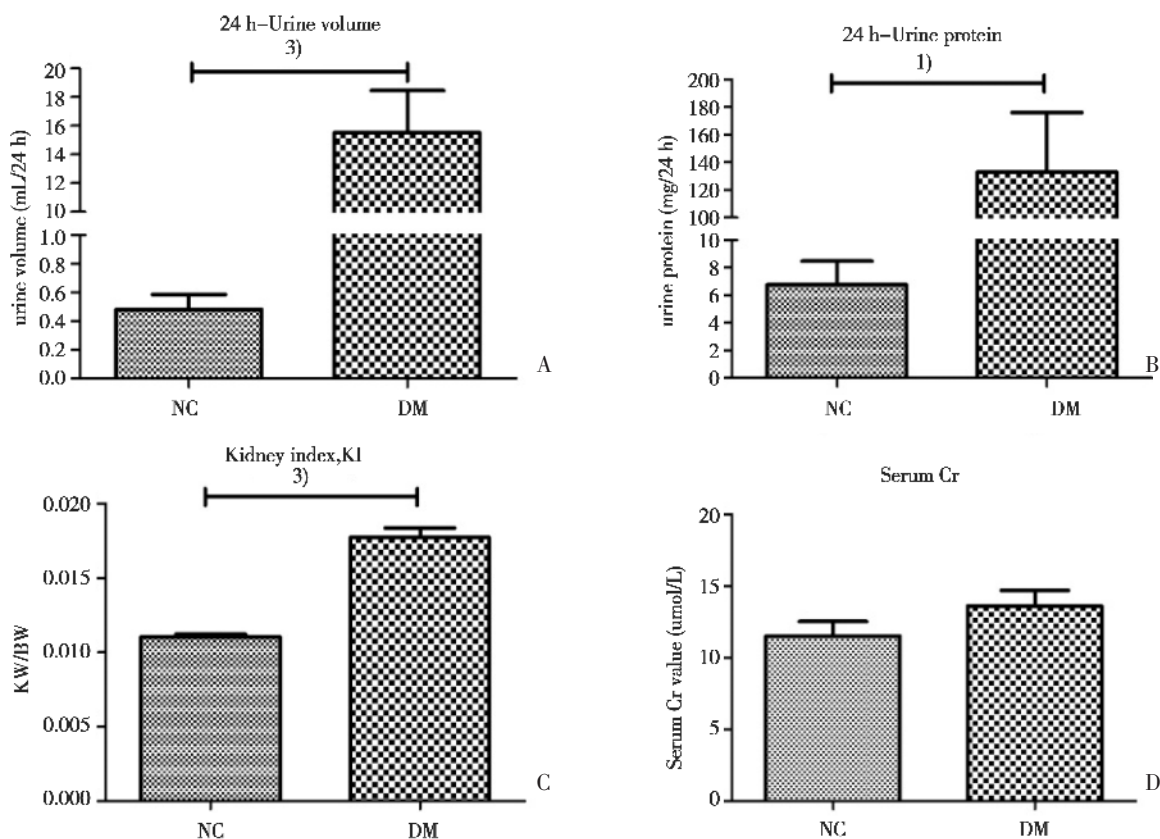 24 h-Urine volume
3)
urine volume (mL/24 h)
20
18
16
14
12
10
1.0
0.8
0.6
0.4
0.2
0.0
NC
DM
A
24 h-Urine protein
1)
urine protein (mg/24 h)
200
180
160
140
120
100
10
8
6
4
2
0
NC
DM
B
Kidney index,KI
3)
KW/BW
0.020
0.015
0.010
0.005
0.000
NC
DM
C
Serum Cr
Serum Cr value (umol/L)
20
15
10
5
0
NC
DM
D